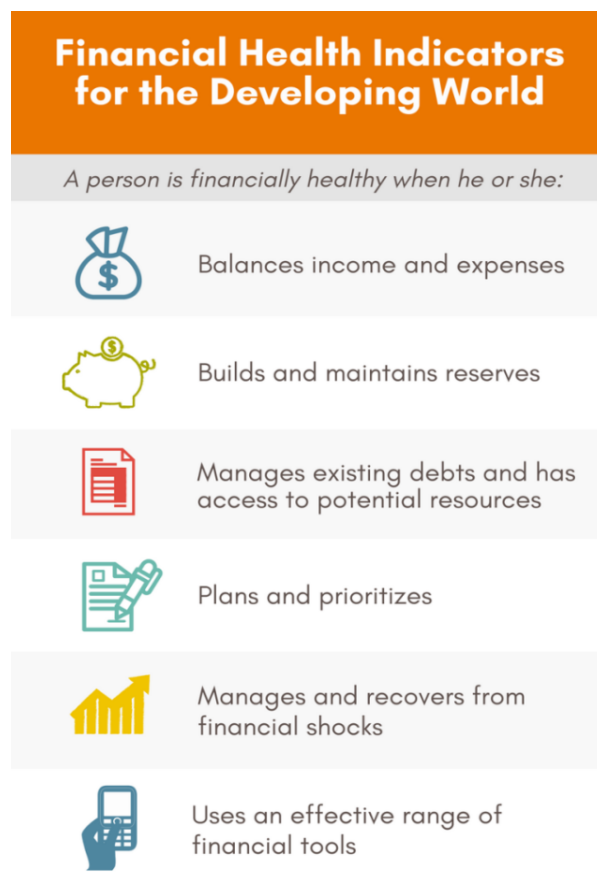 Financial Health Indicators
for the Developing World
A person is financially healthy when he or she:
$
Balances income and expenses
$
Builds and maintains reserves
Manages existing debts and has
access to potential resources
Plans and prioritizes
Manages and recovers from
financial shocks
Uses an effective range of
financial tools